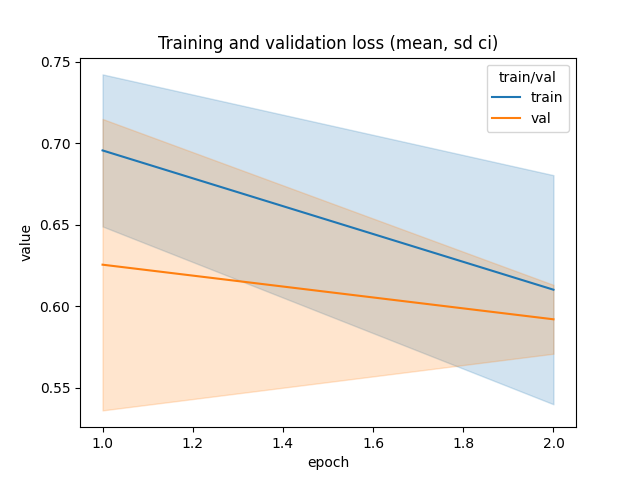 Training and validation loss (mean, sd ci)
train/val
train
val
value
0.75
0.70
0.65
0.60
0.55
1.0 1.2 1.4 1.6 1.8 2.0
epoch